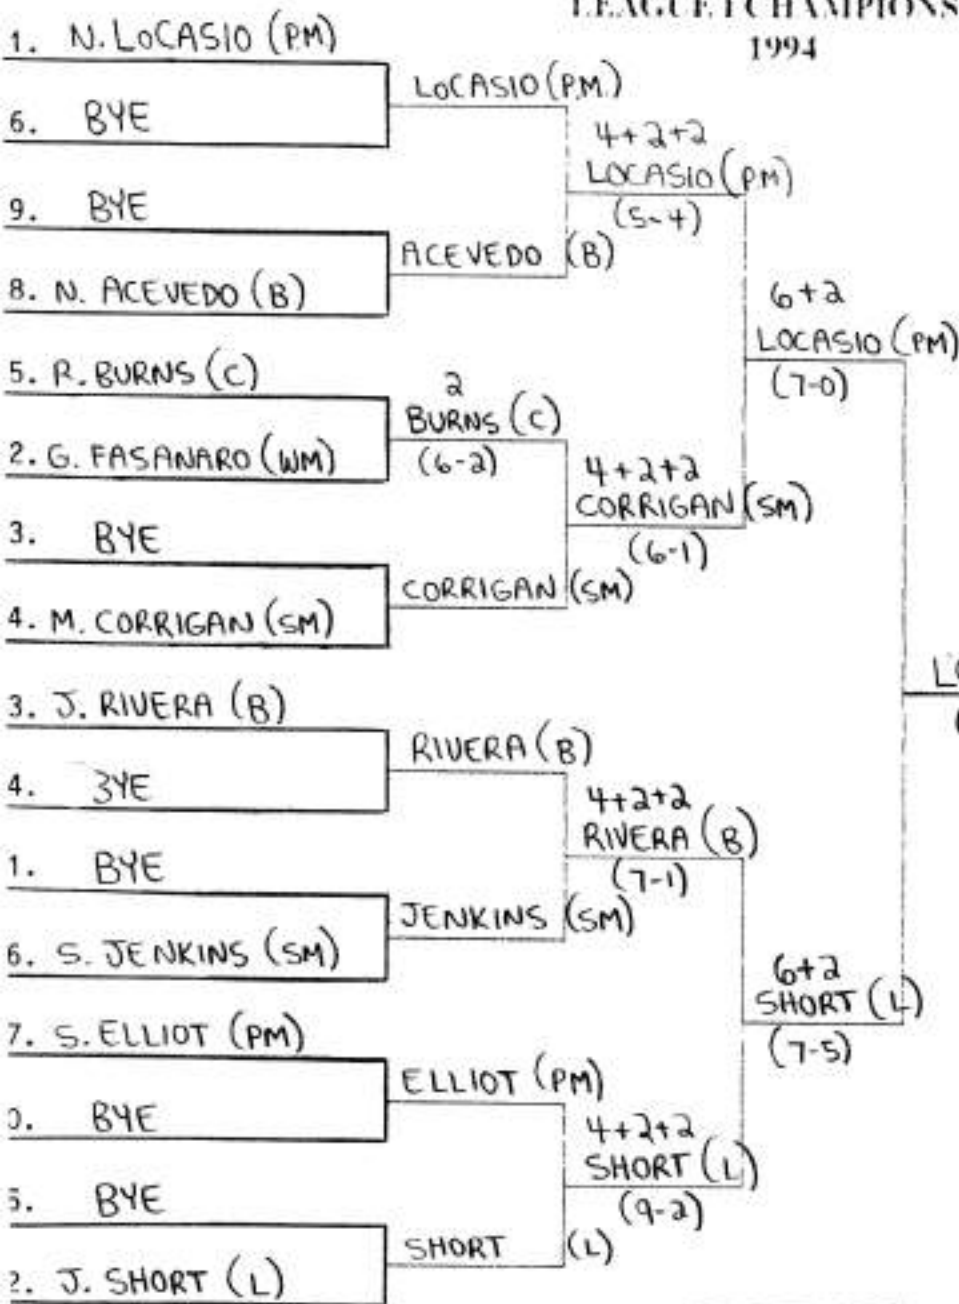 LEAGUE I CHAMPIONS
1994
1. N. LOCASIO (PM)
6. BYE
9. BYE
8. N. ACEVEDO (B)
5. R. BURNS (C)
2. G. FASANARO (WM)
3. BYE
4. M. CORRIGAN (SM)
3. J. RIVERA (B)
4. BYE
1. BYE
6. S. JENKINS (SM)
7. S. ELLIOT (PM)
0. BYE
5. BYE
2. J. SHORT (L)
LOCASIO (P.M.)
ACEVEDO (B)
2
BURNS (C)
(6-2)
CORRIGAN (SM)
RIVERA (B)
JENKINS (SM)
ELLIOT (PM)
SHORT (L)
4+2+2
LOCASIO (PM)
(5-4)
4+2+2
CORRIGAN (SM)
(6-1)
4+2+2
RIVERA (B)
(7-1)
4+2+2
SHORT (L)
(9-2)
6+2
LOCASIO (PM)
(7-0)
6+2
SHORT (L)
(7-5)